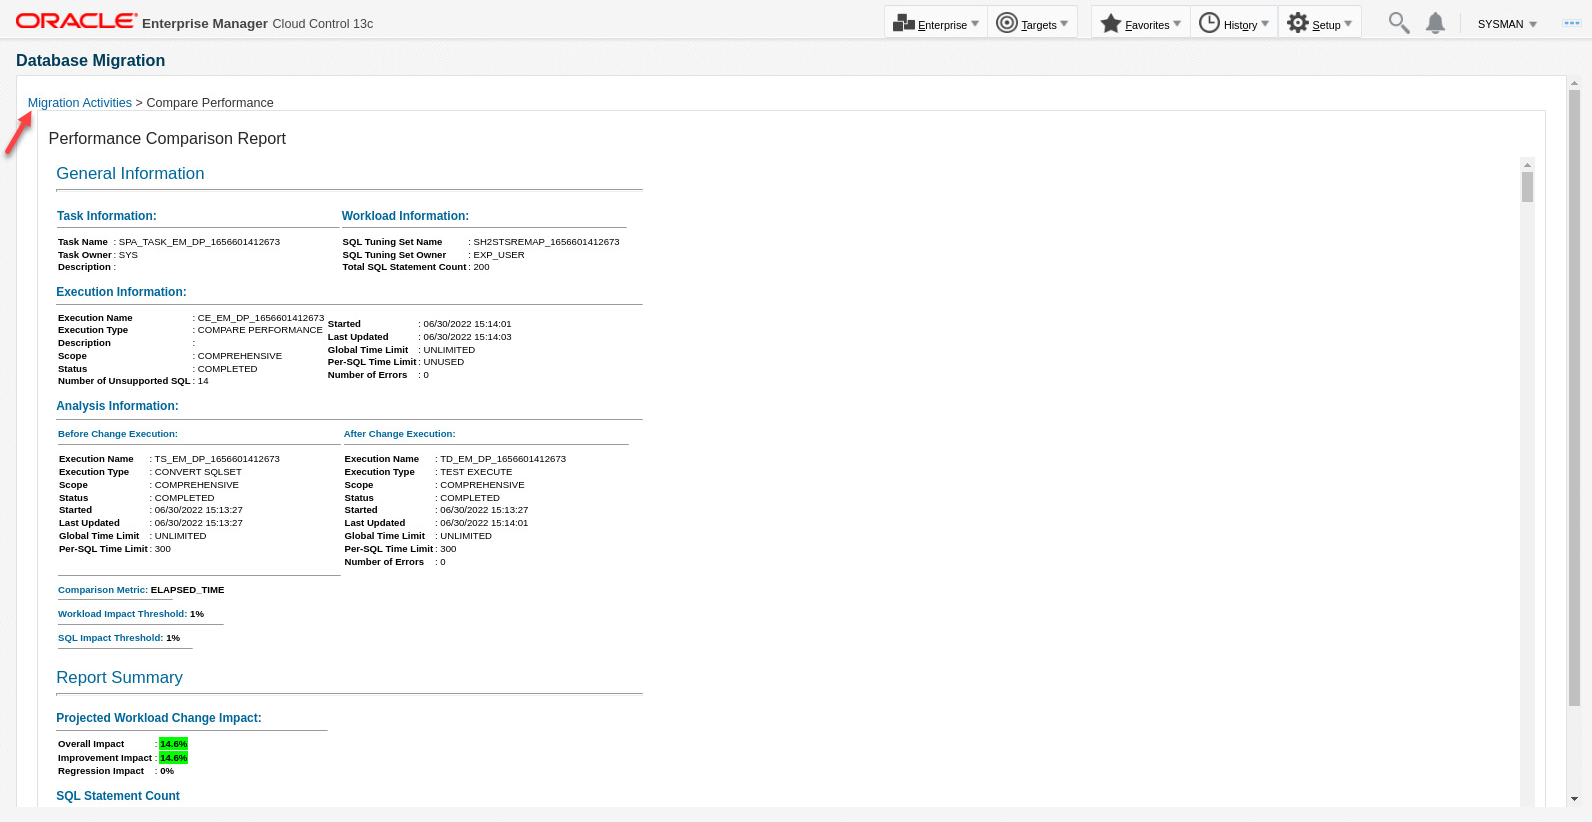 ORACLE® Enterprise Manager Cloud Control 13c
Enterprise Targets Favorites History Setup SYSMAN
Database Migration
Migration Activities > Compare Performance
Performance Comparison Report
General Information
Task Information:
Task Name : SPA_TASK_EM_DP_1656601412673
Task Owner : SYS
Description :
Workload Information:
SQL Tuning Set Name : SH2STSREMAP_1656601412673
SQL Tuning Set Owner : EXP_USER
Total SQL Statement Count : 200
Execution Information:
Execution Name : CE_EM_DP_1656601412673
Execution Type : COMPARE PERFORMANCE
Description :
Scope : COMPREHENSIVE
Status : COMPLETED
Number of Unsupported SQL : 14
Started : 06/30/2022 15:14:01
Last Updated : 06/30/2022 15:14:03
Global Time Limit : UNLIMITED
Per-SQL Time Limit : UNUSED
Number of Errors : 0
Analysis Information:
Before Change Execution:
Execution Name : TS_EM_DP_1656601412673
Execution Type : CONVERT SQLSET
Scope : COMPREHENSIVE
Status : COMPLETED
Started : 06/30/2022 15:13:27
Last Updated : 06/30/2022 15:13:27
Global Time Limit : UNLIMITED
Per-SQL Time Limit : 300
After Change Execution:
Execution Name : TD_EM_DP_1656601412673
Execution Type : TEST EXECUTE
Scope : COMPREHENSIVE
Status : COMPLETED
Started : 06/30/2022 15:13:27
Last Updated : 06/30/2022 15:14:01
Global Time Limit : UNLIMITED
Per-SQL Time Limit : 300
Number of Errors : 0
Comparison Metric: ELAPSED_TIME
Workload Impact Threshold: 1%
SQL Impact Threshold: 1%
Report Summary
Projected Workload Change Impact:
Overall Impact : 14.6%
Improvement Impact : 14.6%
Regression Impact : 0%
SQL Statement Count